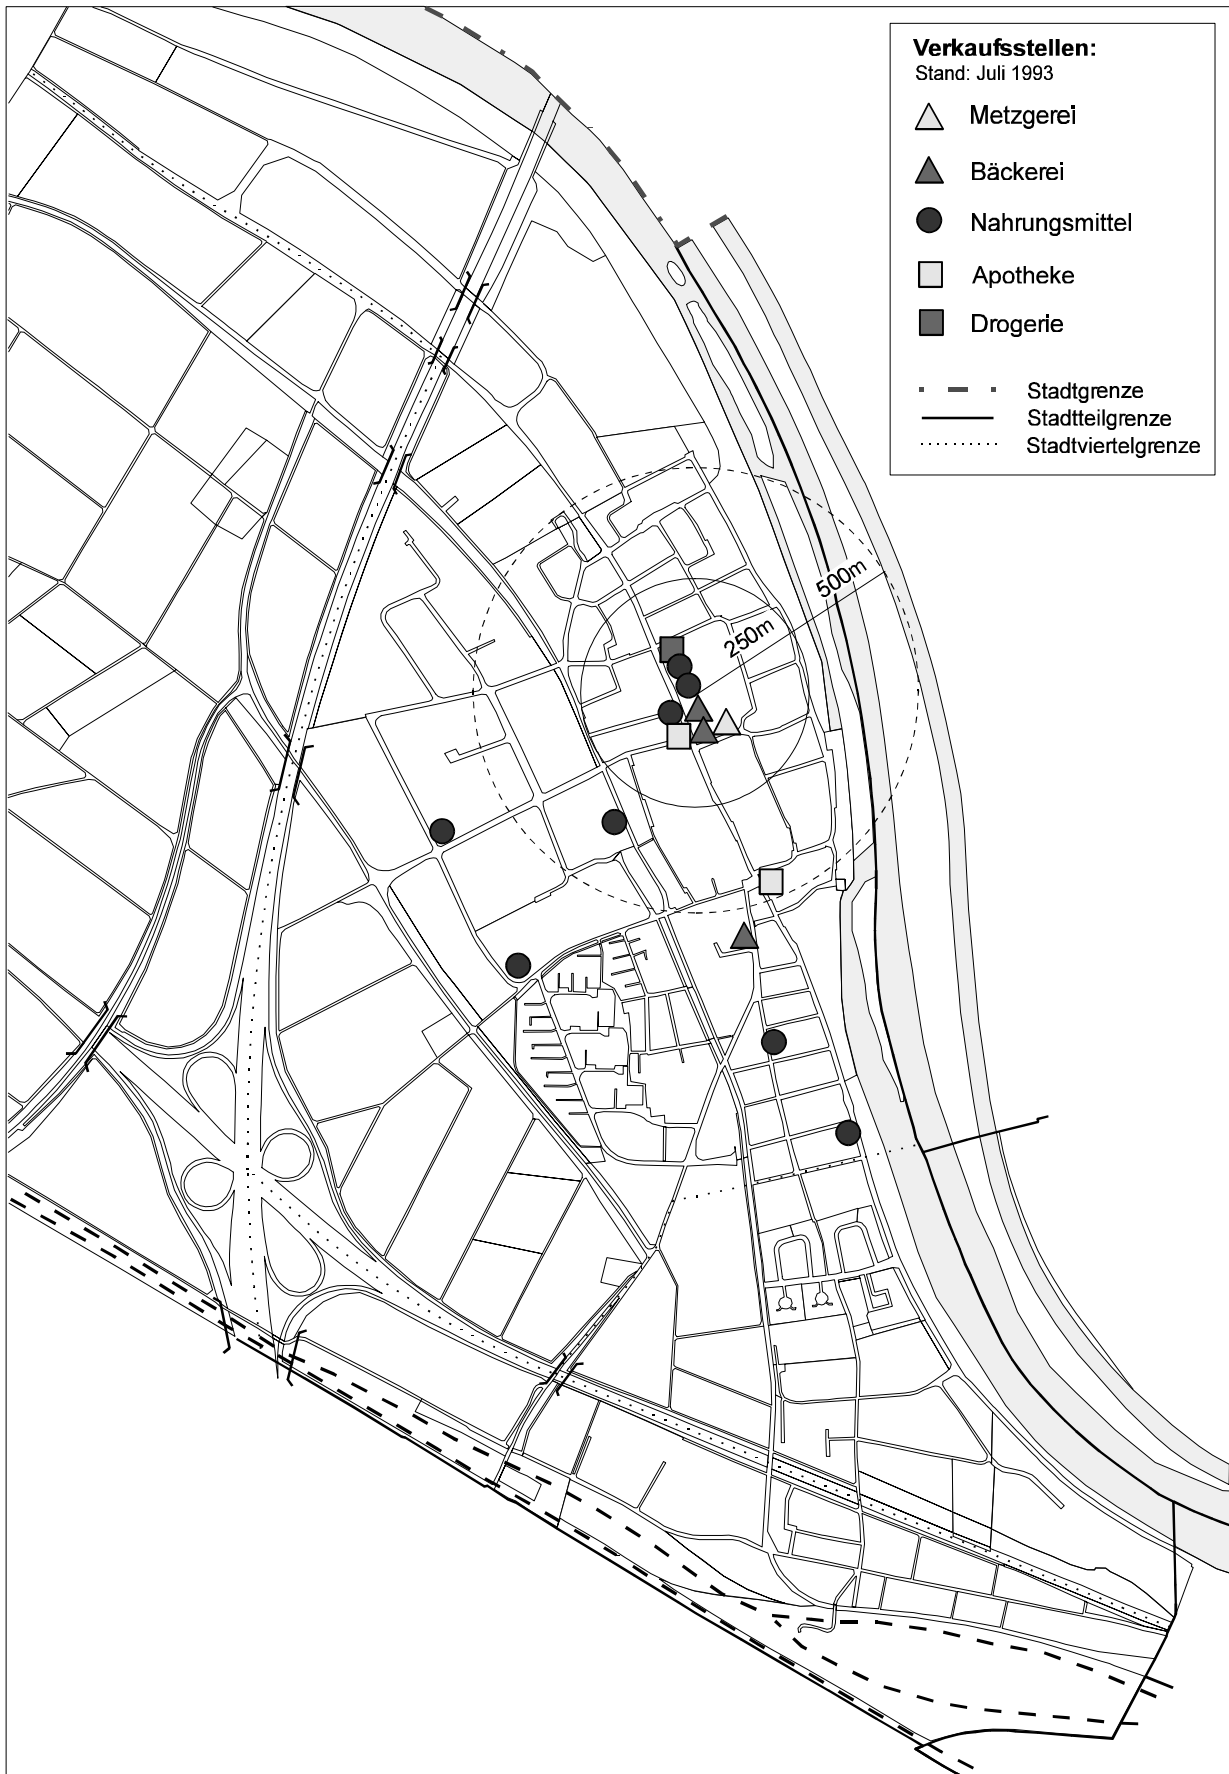 Verkaufsstellen:
Stand: Juli 1993
Metzgerei
Bäckerei
Nahrungsmittel
Apotheke
Drogerie
Stadtgrenze
Stadtteilgrenze
Stadtviertelgrenze
500m
250m